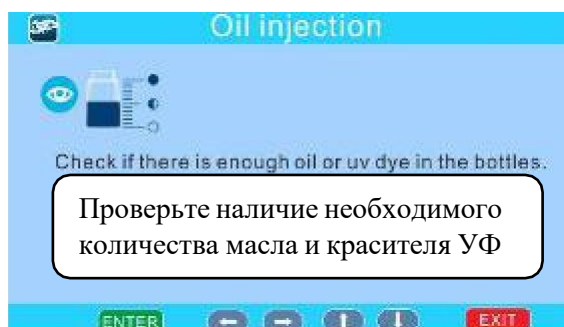 Oil injection
Check if there is enough oil or uv dye in the bottles.
Проверьте наличие необходимого
количества масла и красителя УФ
ENTER ← → ↑ ↓ EXIT